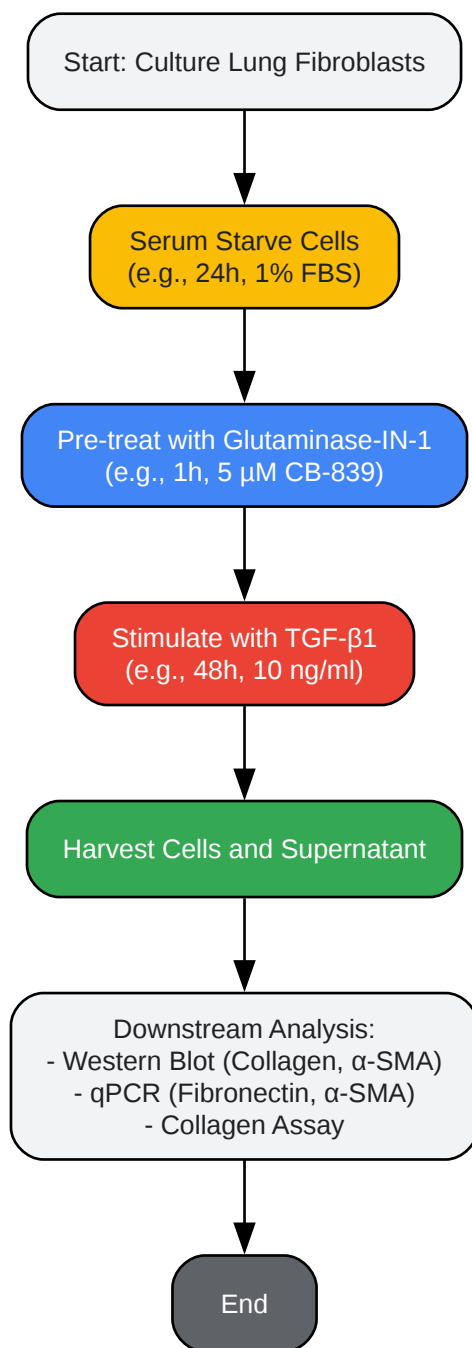 Start: Culture Lung Fibroblasts
Serum Starve Cells
(e.g., 24h, 1% FBS)
Pre-treat with Glutaminase-IN-1
(e.g., 1h, 5 µM CB-839)
Stimulate with TGF-β1
(e.g., 48h, 10 ng/ml)
Harvest Cells and Supernatant
Downstream Analysis:
- Western Blot (Collagen, α-SMA)
- qPCR (Fibronectin, α-SMA)
- Collagen Assay
End